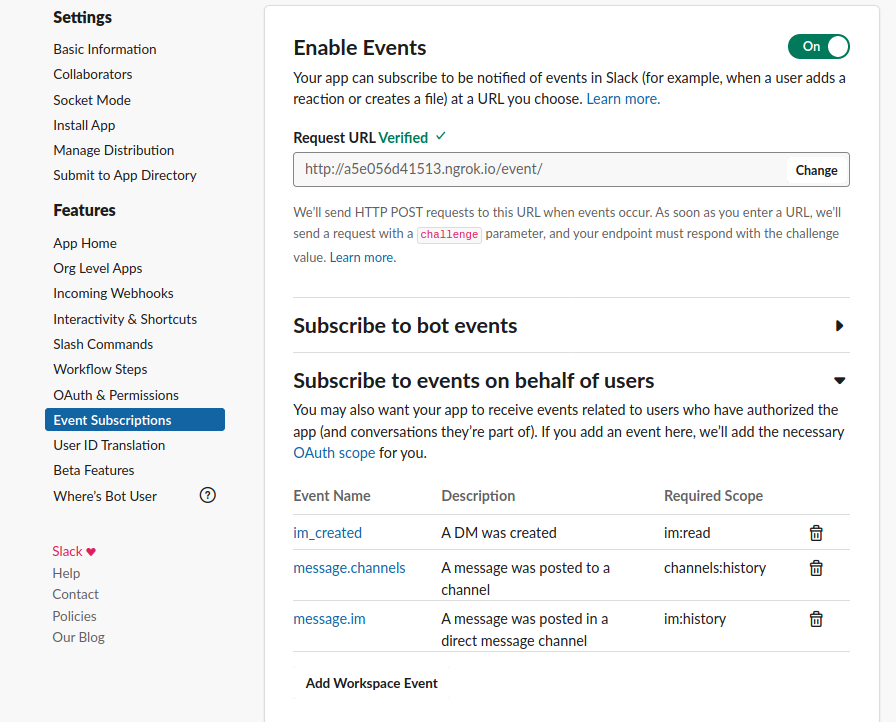 Settings
Basic Information
Collaborators
Socket Mode
Install App
Manage Distribution
Submit to App Directory
Features
App Home
Org Level Apps
Incoming Webhooks
Interactivity & Shortcuts
Slash Commands
Workflow Steps
OAuth & Permissions
Event Subscriptions
User ID Translation
Beta Features
Where's Bot User ?
Slack ♥
Help
Contact
Policies
Our Blog
Enable Events
On
Your app can subscribe to be notified of events in Slack (for example, when a user adds a
reaction or creates a file) at a URL you choose. Learn more.
Request URL Verified ✓
http://a5e056d41513.ngrok.io/event/
Change
We'll send HTTP POST requests to this URL when events occur. As soon as you enter a URL, we'll
send a request with a challenge parameter, and your endpoint must respond with the challenge
value. Learn more.
Subscribe to bot events
Subscribe to events on behalf of users
You may also want your app to receive events related to users who have authorized the
app (and conversations they're part of). If you add an event here, we'll add the necessary
OAuth scope for you.
Event Name Description Required Scope
im_created A DM was created im:read
message.channels A message was posted to a channels:history
channel
message.im A message was posted in a im:history
direct message channel
Add Workspace Event